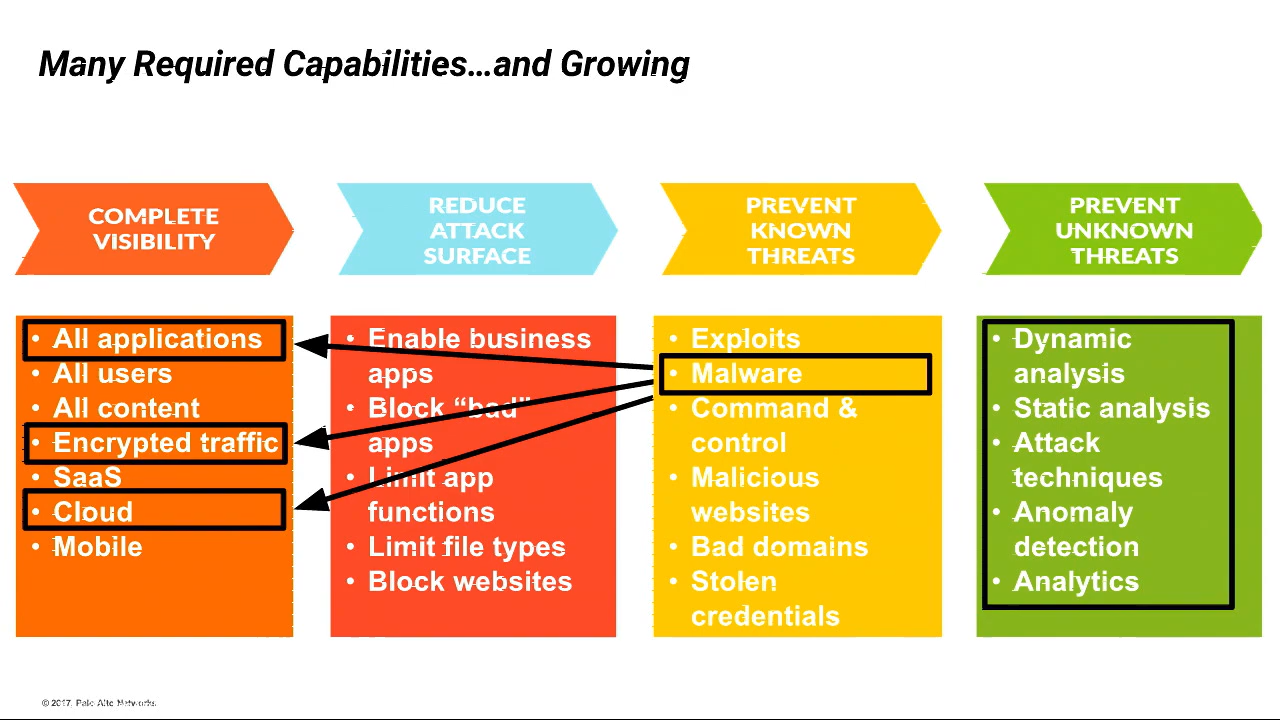 Many Required Capabilities…and Growing
COMPLETE
VISIBILITY
REDUCE
ATTACK
SURFACE
PREVENT
KNOWN
THREATS
PREVENT
UNKNOWN
THREATS
• All applications
• All users
• All content
• Encrypted traffic
• SaaS
• Cloud
• Mobile
• Enable business
apps
• Block “bad”
apps
• Limit app
functions
• Limit file types
• Block websites
• Exploits
• Malware
• Command &
control
• Malicious
websites
• Bad domains
• Stolen
credentials
• Dynamic
analysis
• Static analysis
• Attack
techniques
• Anomaly
detection
• Analytics
© 2017, Palo Alto Networks.